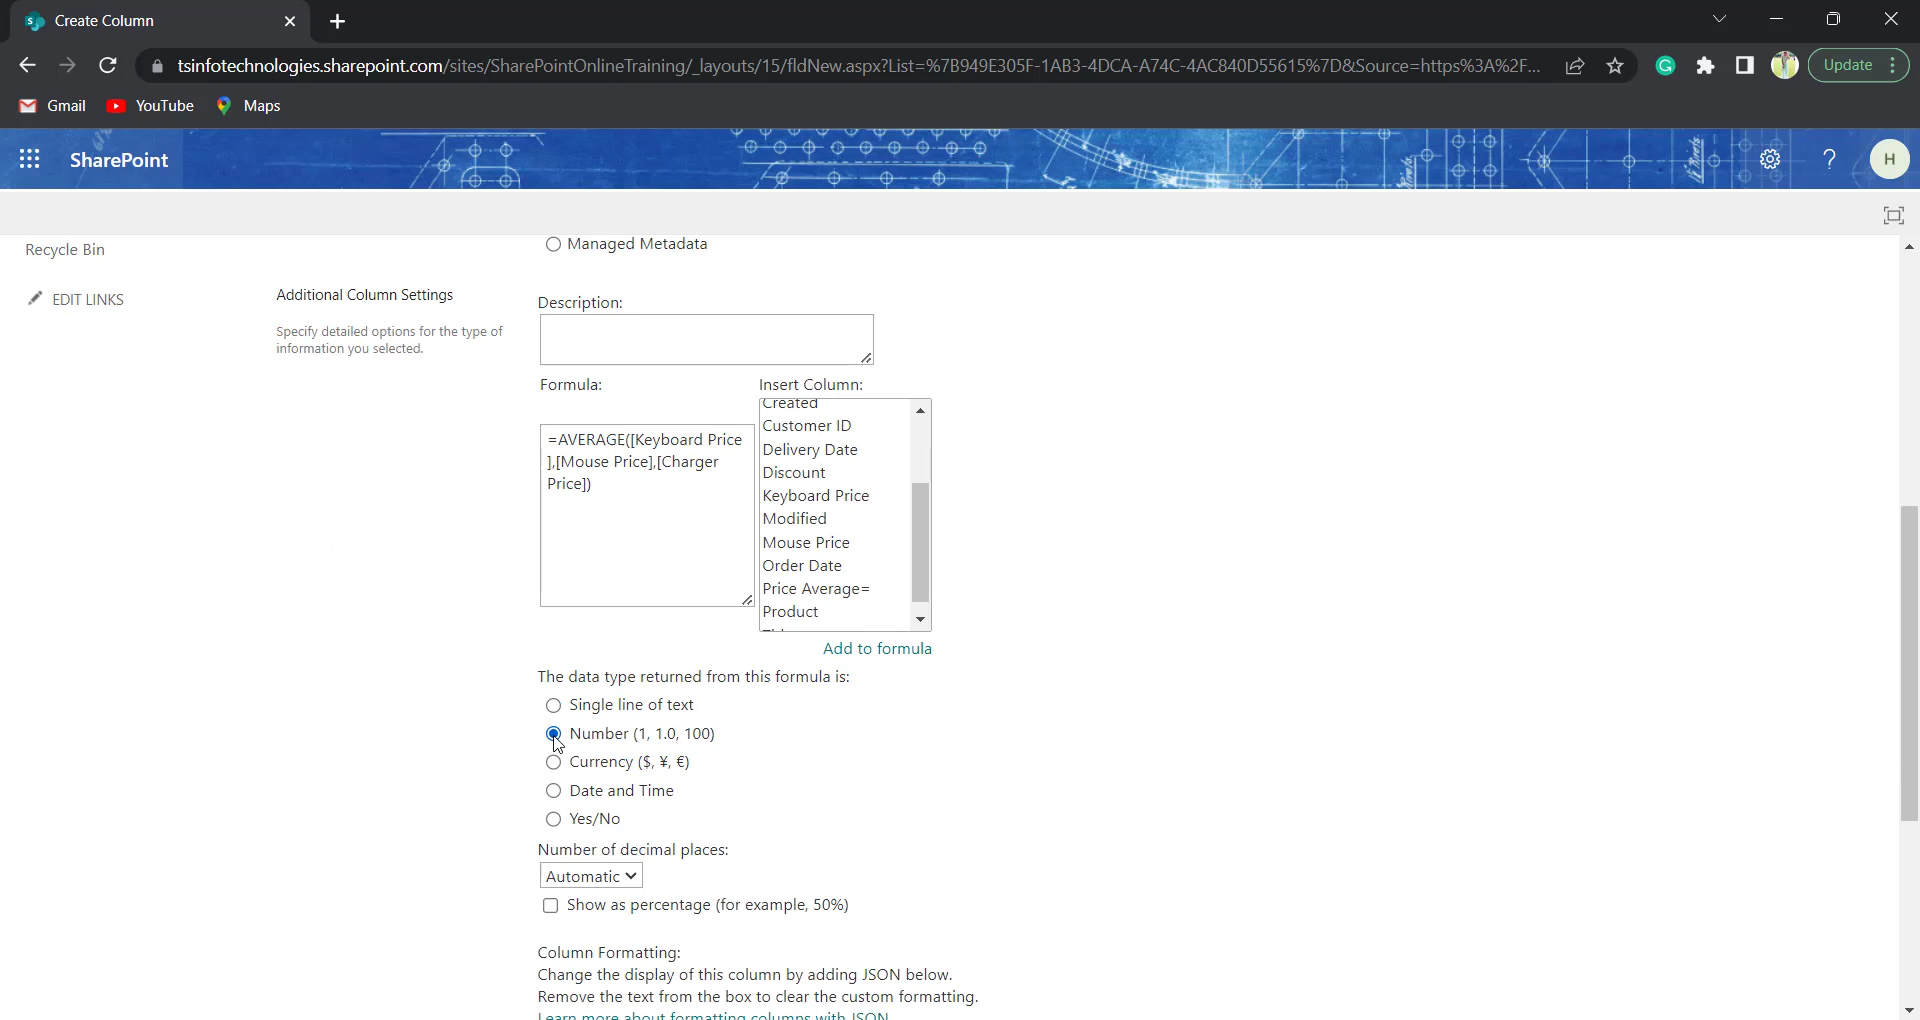 Create Column
tsinfotechnologies.sharepoint.com/sites/SharePointOnlineTraining/_layouts/15/fldNew.aspx?List=%7B949E305F-1AB3-4DCA-A74C-4AC840D55615%7D&Source=https%3A%2F...
Update
Gmail
YouTube
Maps
SharePoint
?
H
Recycle Bin
Managed Metadata
EDIT LINKS
Additional Column Settings
Specify detailed options for the type of
information you selected.
Description:
Formula:
Insert Column:
=AVERAGE([Keyboard Price
],[Mouse Price],[Charger
Price])
Created
Customer ID
Delivery Date
Discount
Keyboard Price
Modified
Mouse Price
Order Date
Price Average=
Product
Add to formula
The data type returned from this formula is:
Single line of text
Number (1, 1.0, 100)
Currency ($, ¥, €)
Date and Time
Yes/No
Number of decimal places:
Automatic
Show as percentage (for example, 50%)
Column Formatting:
Change the display of this column by adding JSON below.
Remove the text from the box to clear the custom formatting.
Learn more about formatting columns with JSON